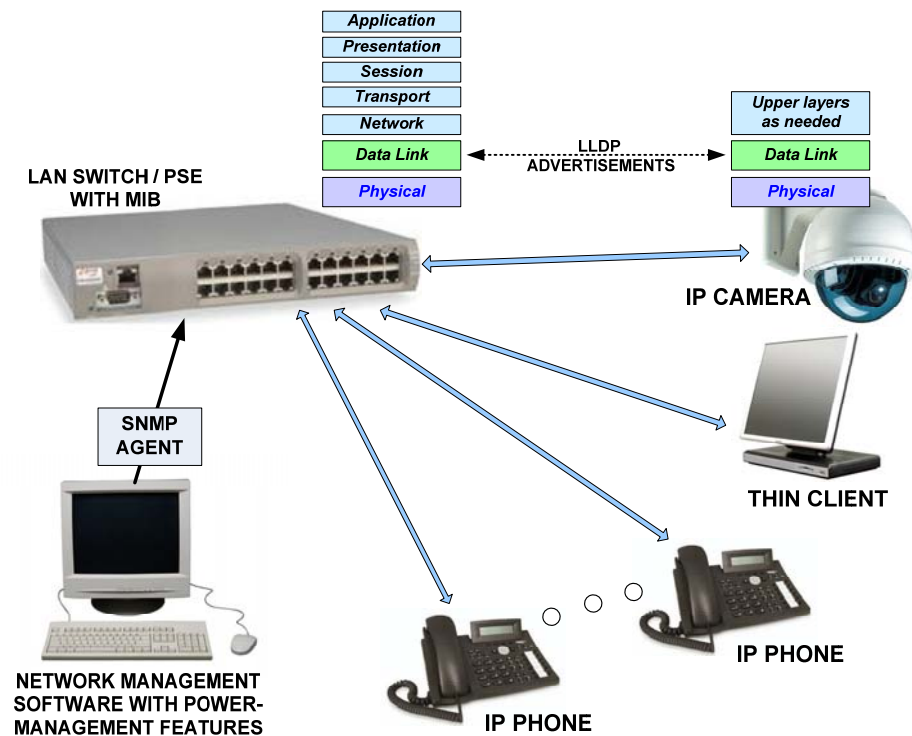 Application
Presentation
Session
Transport
Network
Data Link
Physical
LLDP
ADVERTISEMENTS
Upper layers
as needed
Data Link
Physical
LAN SWITCH / PSE
WITH MIB
IP CAMERA
SNMP
AGENT
THIN CLIENT
IP PHONE
IP PHONE
NETWORK MANAGEMENT
SOFTWARE WITH POWER-
MANAGEMENT FEATURES